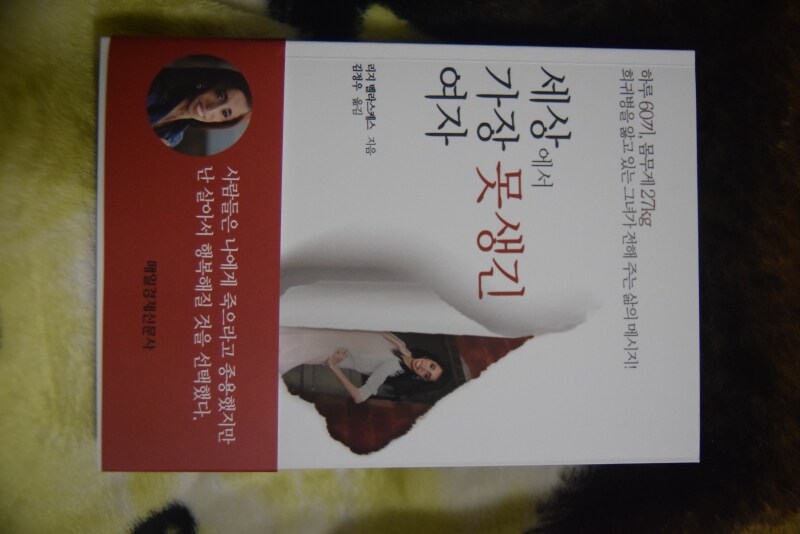 하루 60끼, 몸무게 27kg
희귀병을 앓고 있는 그녀가 전해 주는 삶의 메시지!
세상에서
가장 못생긴
여자
리지 벨라스케스 지음
김정우 옮김
사람들은 나에게 죽으라고 종용했지만
난 살아서 행복해질 것을 선택했다.
매일경제신문사